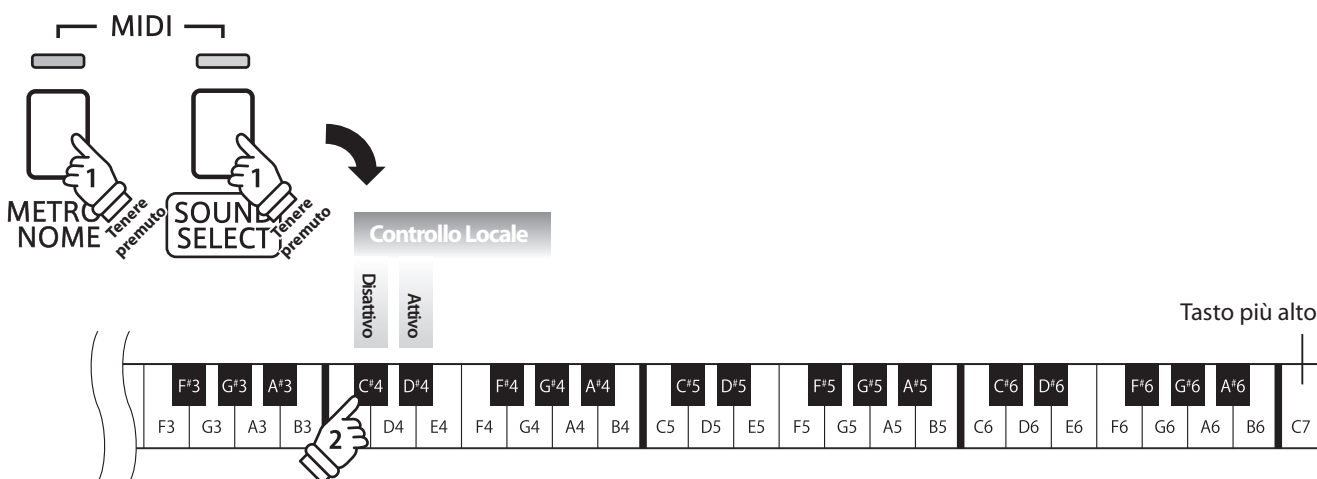 MIDI
1
1
METRO
NOME
Tenere
premuto
SOUND
SELECT
Tenere
premuto
Controllo Locale
Disattivo
Attivo
Tasto più alto
F#3 G#3 A#3 C#4 D#4 F#4 G#4 A#4 C#5 D#5 F#5 G#5 A#5 C#6 D#6 F#6 G#6 A#6
F3 G3 A3 B3 D4 E4 F4 G4 A4 B4 C5 D5 E5 F5 G5 A5 B5 C6 D6 E6 F6 G6 A6 B6 C7
2